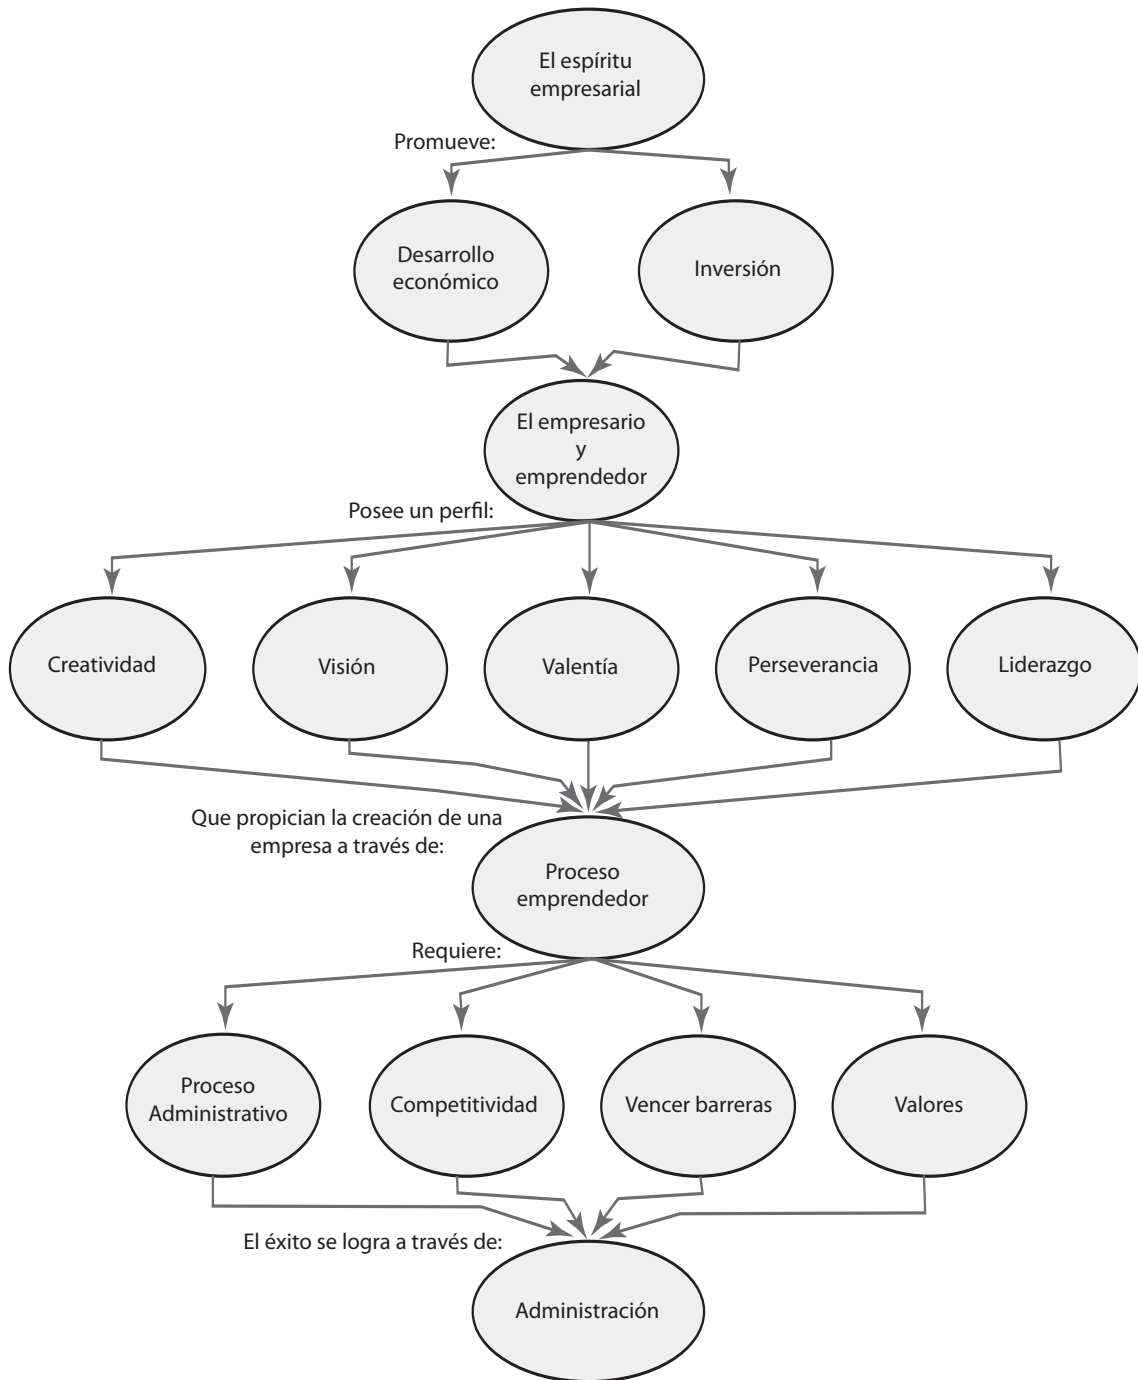 El espíritu
empresarial
Promueve:
Desarrollo
económico
Inversión
El empresario
y
emprendedor
Posee un perfil:
Creatividad
Visión
Valentía
Perseverancia
Liderazgo
Que propician la creación de una
empresa a través de:
Proceso
emprendedor
Requiere:
Proceso
Administrativo
Competitividad
Vencer barreras
Valores
El éxito se logra a través de:
Administración